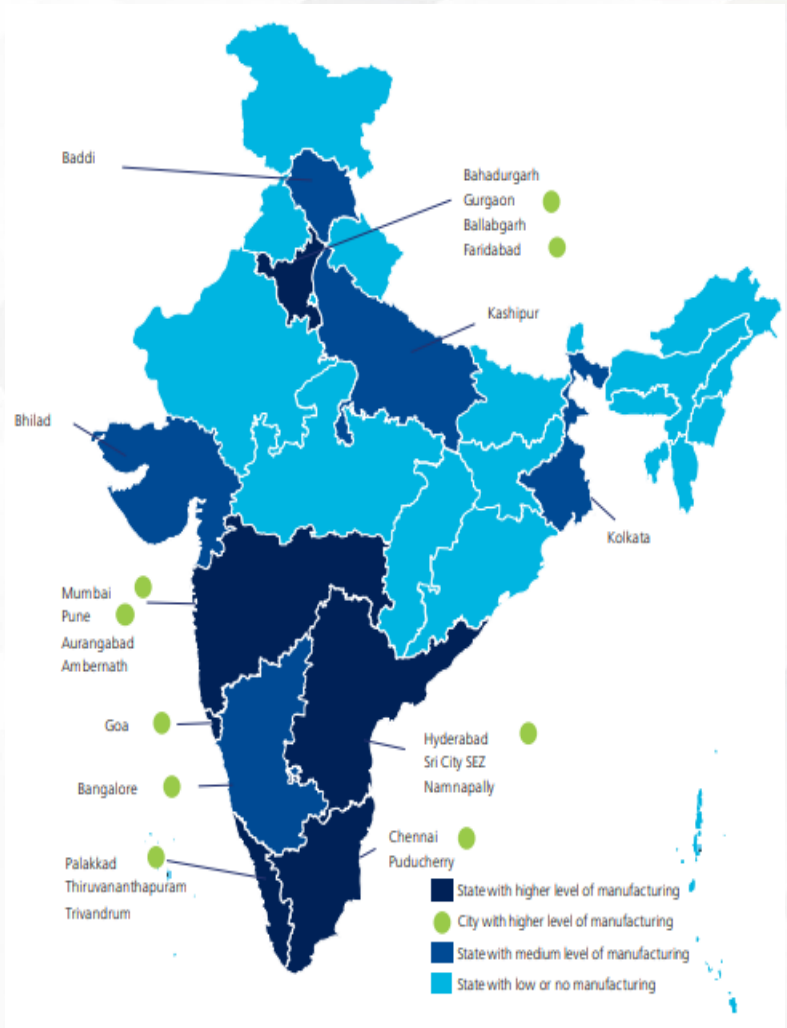 Baddi
Bahadurgarh
Gurgaon
Ballabgarh
Faridabad
Kashipur
Bhilad
Kolkata
Mumbai
Pune
Aurangabad
Ambernath
Goa
Hyderabad
Sri City SEZ
Namnapally
Bangalore
Chennai
Puducherry
Palakkad
Thiruvananthapuram
Trivandrum
State with higher level of manufacturing
City with higher level of manufacturing
State with medium level of manufacturing
State with low or no manufacturing